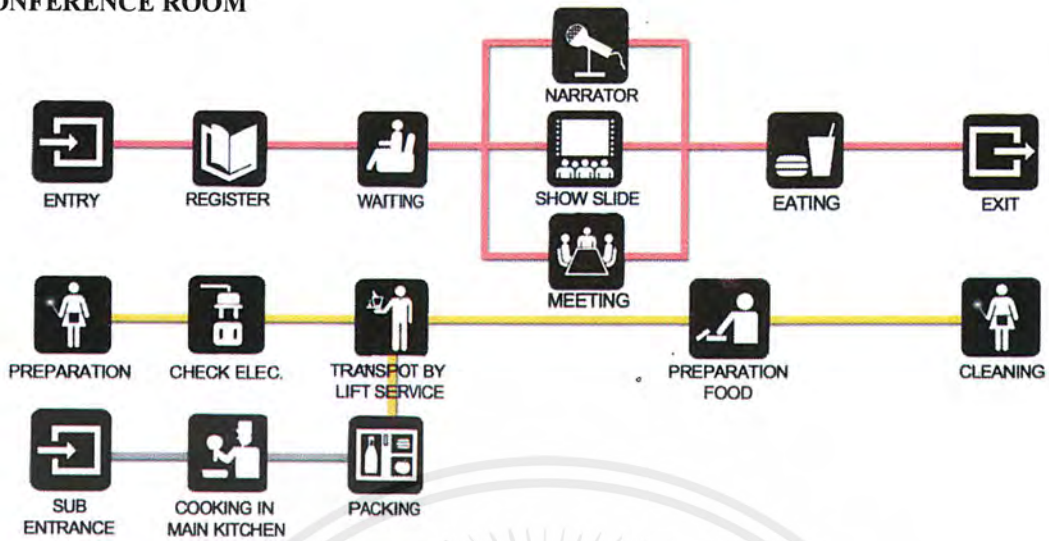 CONFERENCE ROOM
NARRATOR
ENTRY
REGISTER
WAITING
SHOW SLIDE
EATING
EXIT
MEETING
PREPARATION
CHECK ELEC.
TRANSPOT BY
LIFT SERVICE
PREPARATION
FOOD
CLEANING
SUB
ENTRANCE
COOKING IN
MAIN KITCHEN
PACKING